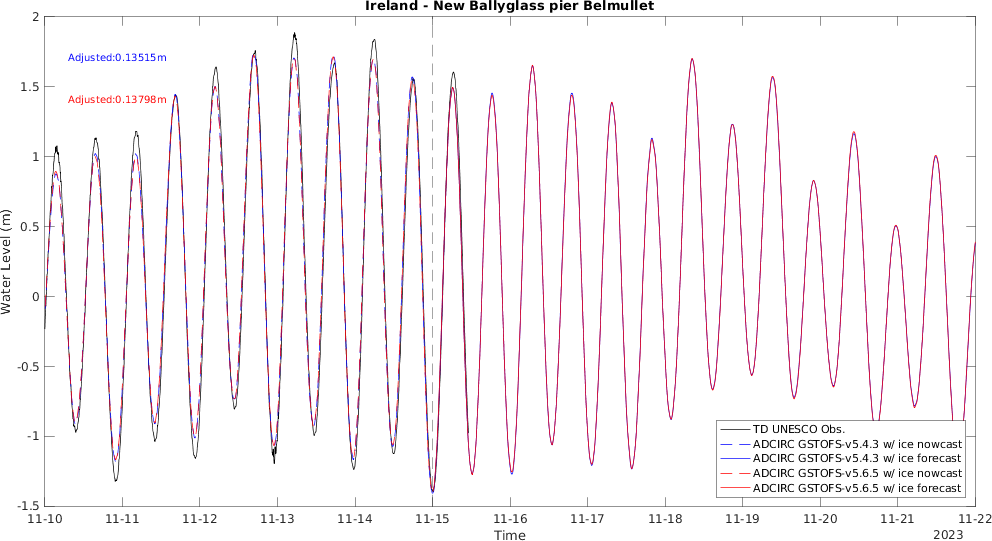 Ireland - New Ballyglass pier Belmullet
2
Adjusted:0.13515m
1.5
Adjusted:0.13798m
1
0.5
Water Level (m)
0
-0.5
-1
TD UNESCO Obs.
ADCIRC GSTOFS-v5.4.3 w/ ice nowcast
ADCIRC GSTOFS-v5.4.3 w/ ice forecast
ADCIRC GSTOFS-v5.6.5 w/ ice nowcast
ADCIRC GSTOFS-v5.6.5 w/ ice forecast
-1.5
11-10 11-11 11-12 11-13 11-14 11-15 11-16 11-17 11-18 11-19 11-20 11-21 11-22
Time
2023